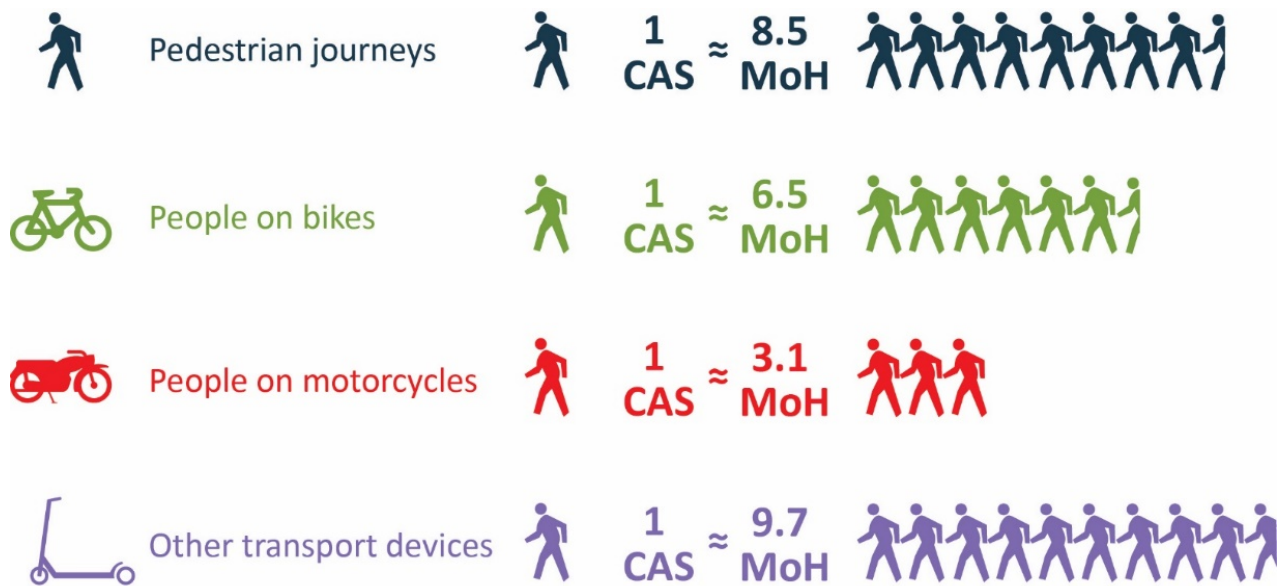 Pedestrian journeys 1 CAS ≈ 8.5 MoH
People on bikes 1 CAS ≈ 6.5 MoH
People on motorcycles 1 CAS ≈ 3.1 MoH
Other transport devices 1 CAS ≈ 9.7 MoH